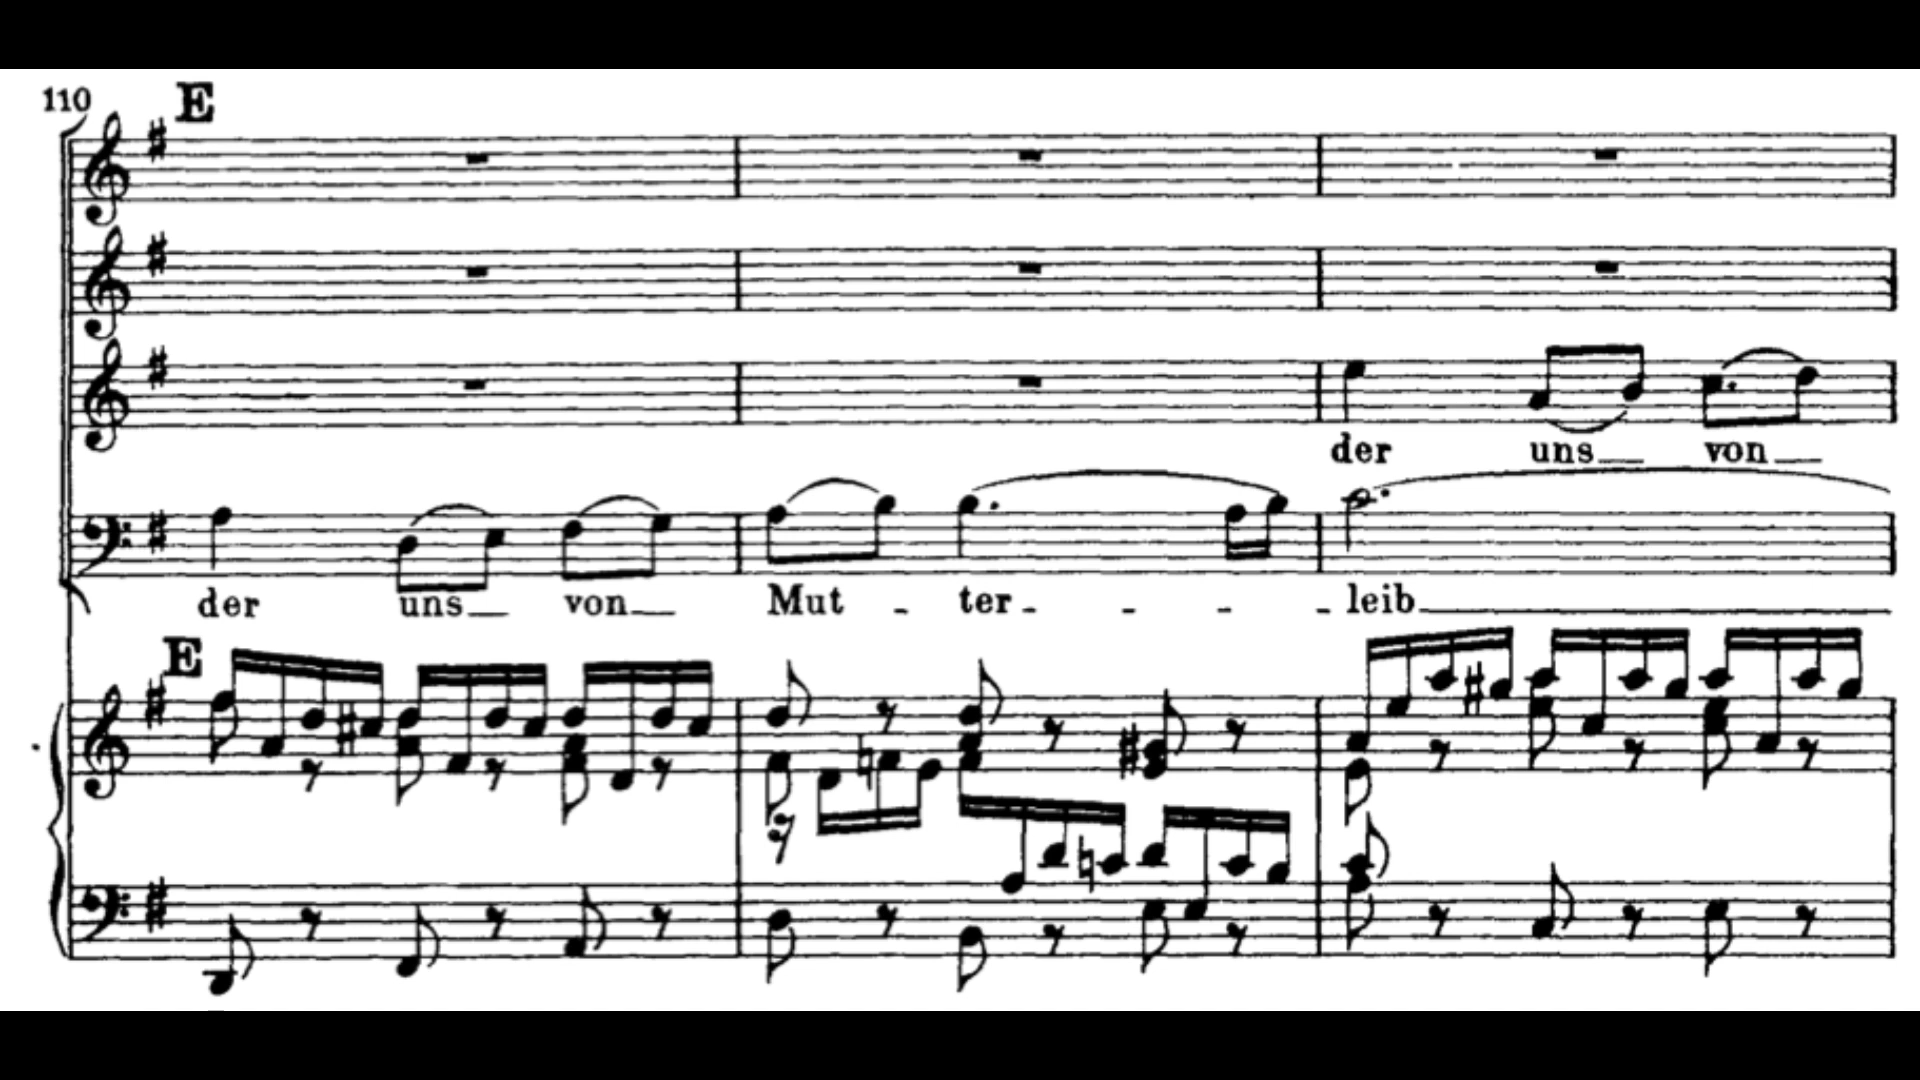 110 E
der uns von
der uns von Mut - ter - - - - leib
E